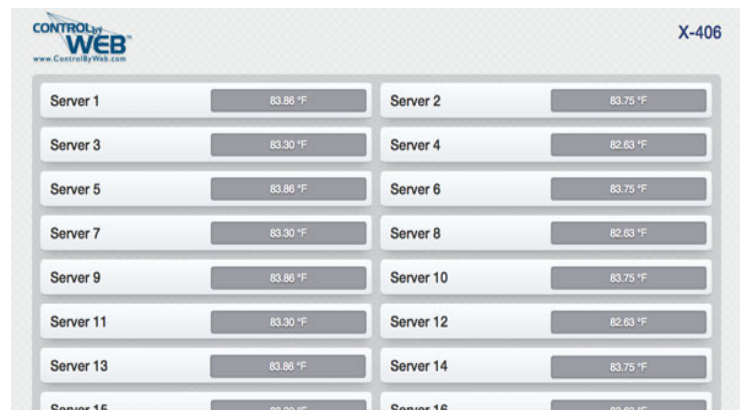 CONTROLby
WEB™
www.ControlByWeb.com
X-406
Server 1 83.86 °F Server 2 83.75 °F
Server 3 83.30 °F Server 4 82.63 °F
Server 5 83.86 °F Server 6 83.75 °F
Server 7 83.30 °F Server 8 82.63 °F
Server 9 83.86 °F Server 10 83.75 °F
Server 11 83.30 °F Server 12 82.63 °F
Server 13 83.86 °F Server 14 83.75 °F
Server 15 Server 16